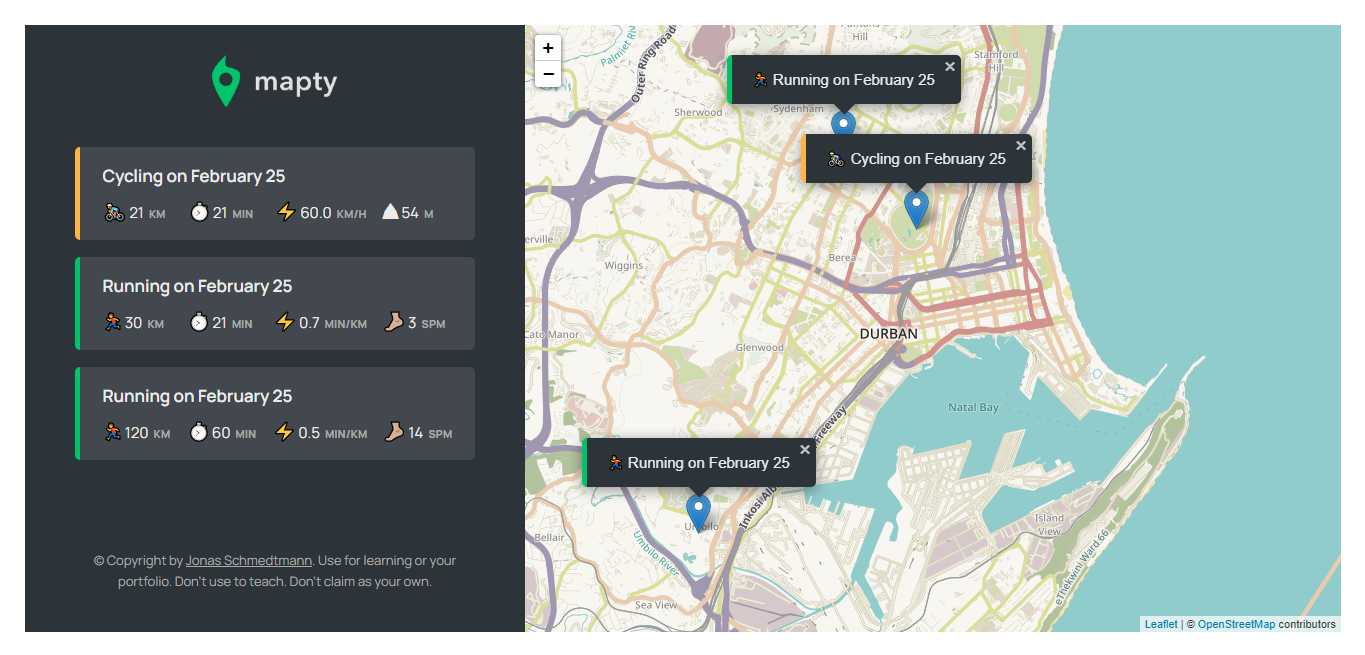 mapty
Cycling on February 25
21 KM
21 MIN
60.0 KM/H
54 M
Running on February 25
30 KM
21 MIN
0.7 MIN/KM
3 SPM
Running on February 25
120 KM
60 MIN
0.5 MIN/KM
14 SPM
© Copyright by Jonas Schmedtmann. Use for learning or your
portfolio. Don't use to teach. Don't claim as your own.
+
−
Palmiet Riv
Outer Ring Road
Hill
Stamford
Hill
Running on February 25
×
Sherwood
Sydenham
Cycling on February 25
×
erville
Wiggins
Berea
Cato Manor
DURBAN
Glenwood
Natal Bay
Freeway
Running on February 25
×
Inkosi Alb
Umbilo
Bellair
Umbilo River
Island
View
eThekwini Ward 66
Sea View
Leaflet | © OpenStreetMap contributors